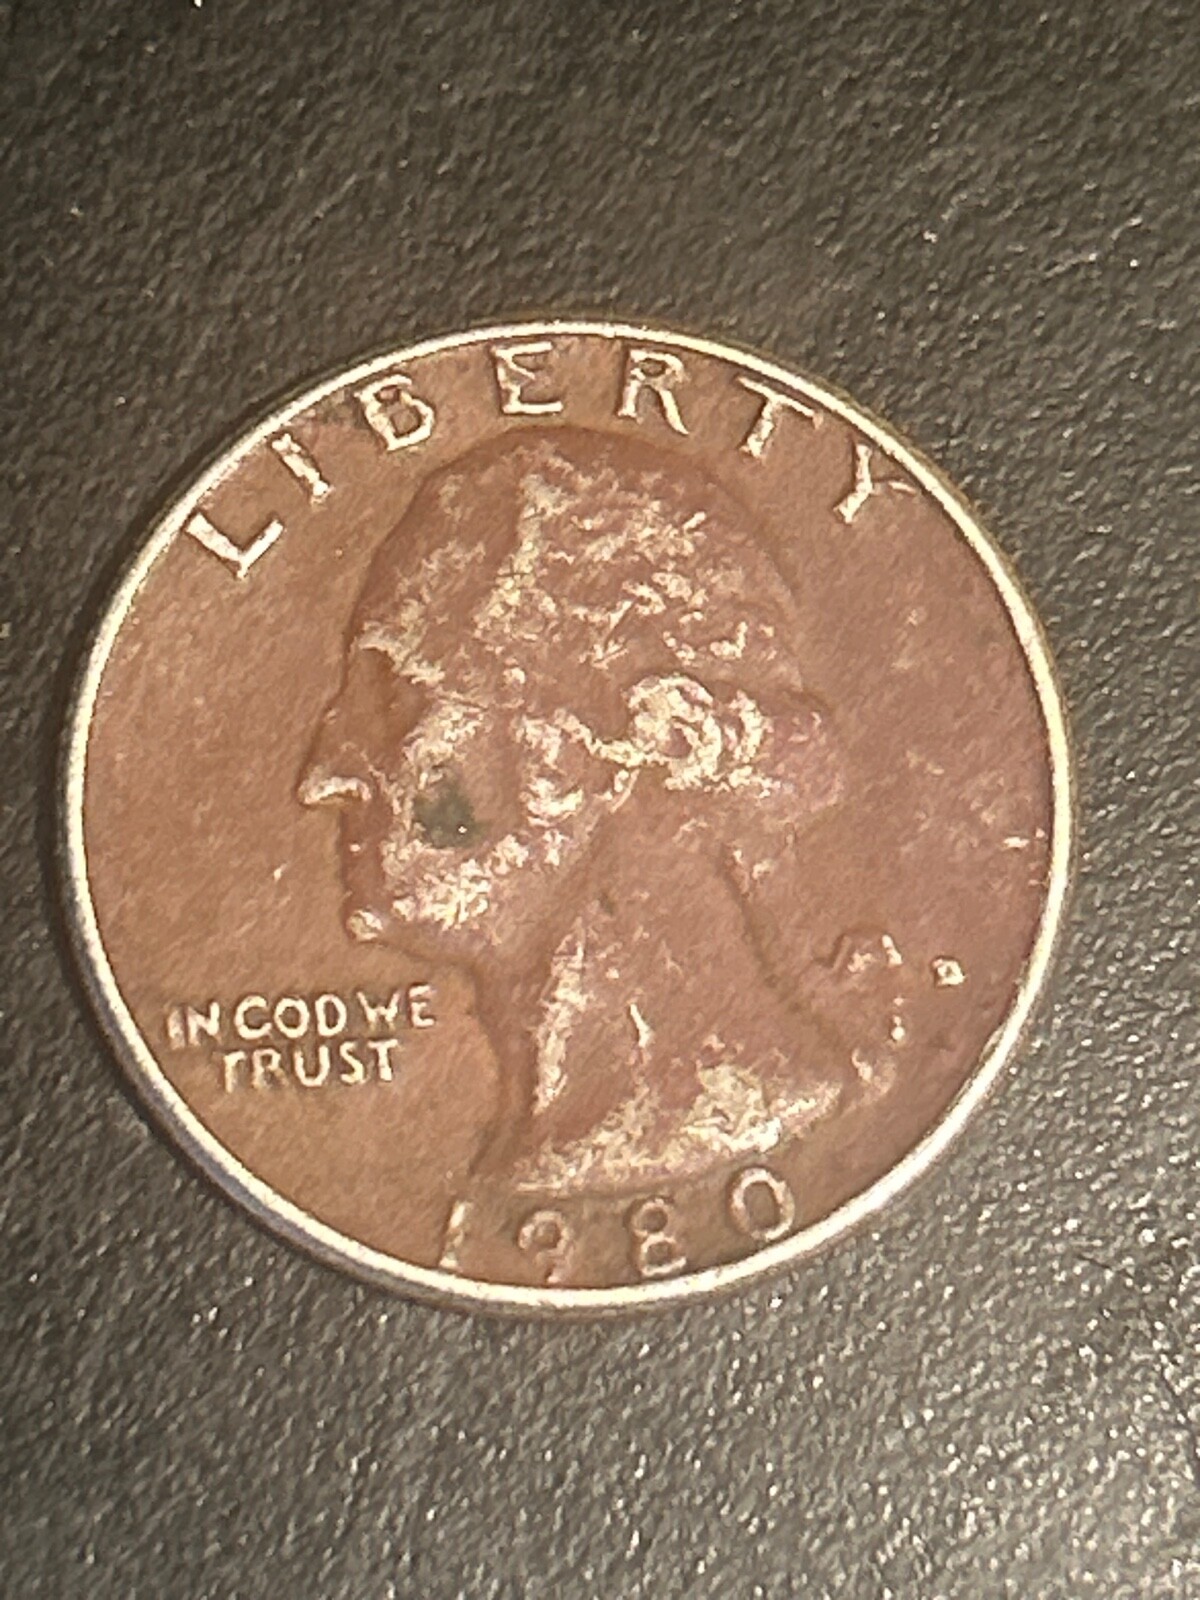 LIBERTY
IN GOD WE
TRUST
1980